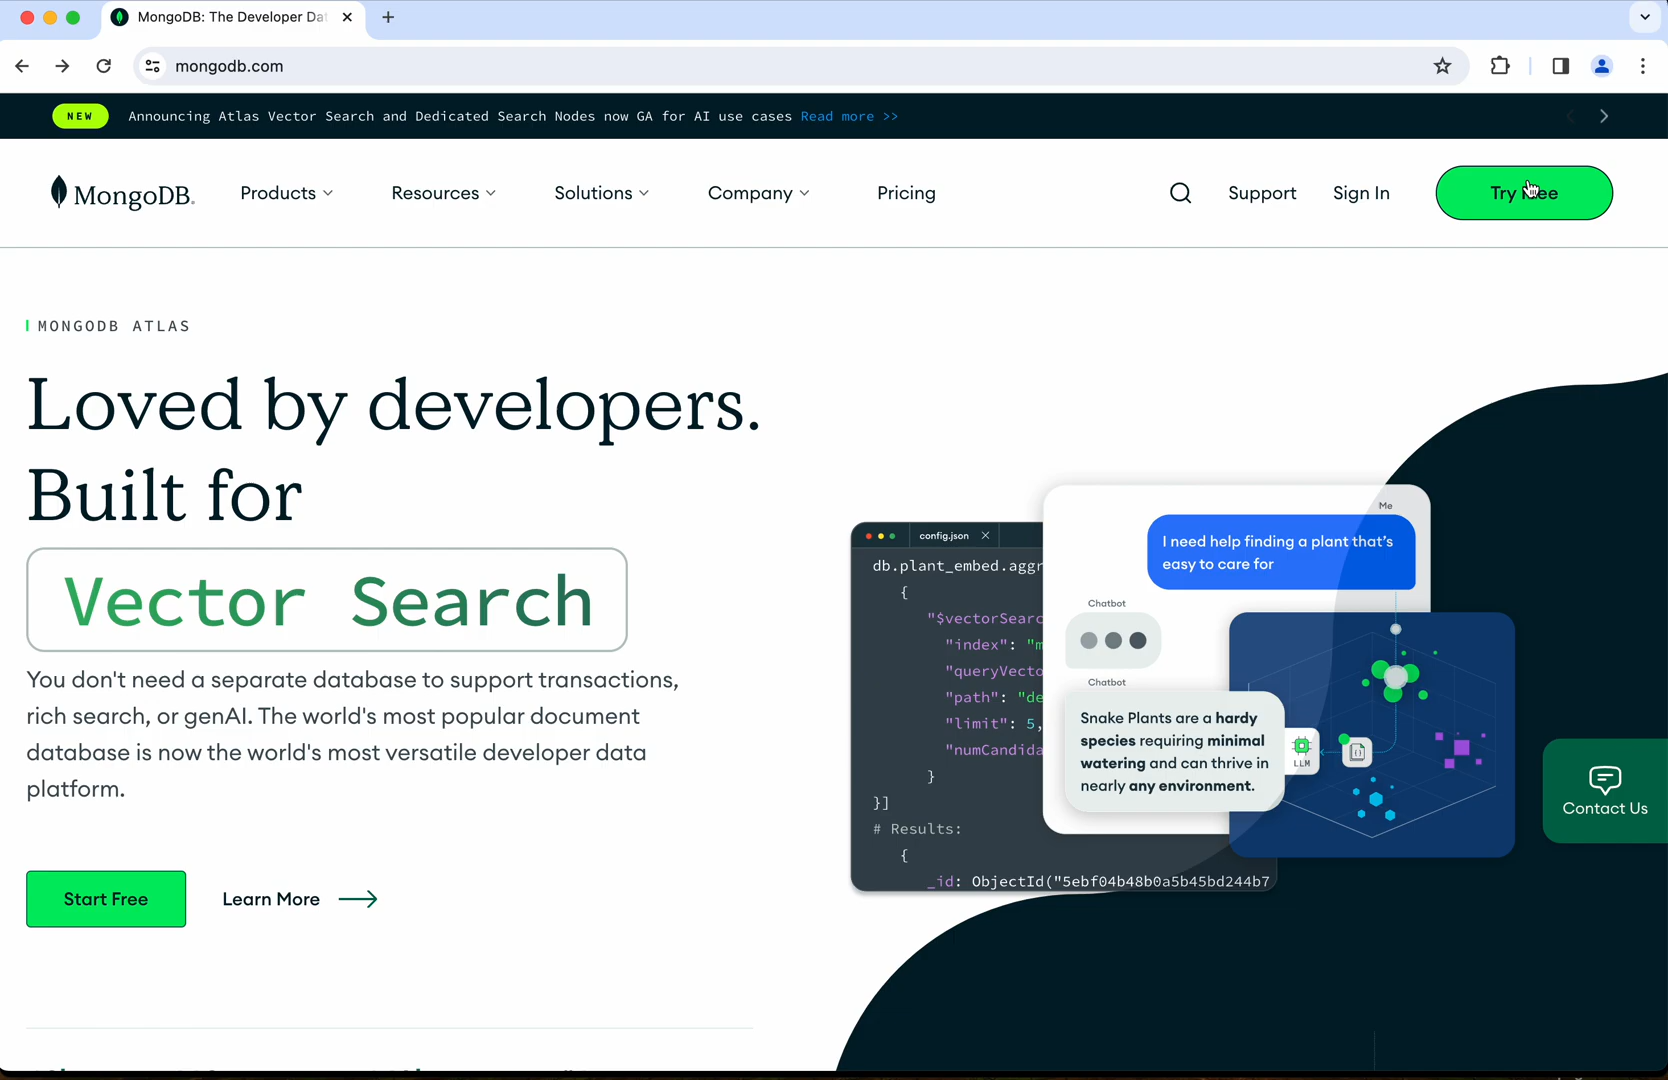 MongoDB: The Developer Dat
mongodb.com
NEW Announcing Atlas Vector Search and Dedicated Search Nodes now GA for AI use cases Read more >>
MongoDB. Products Resources Solutions Company Pricing Support Sign In Try
MONGODB ATLAS
Loved by developers.
Built for
Vector Search
You don't need a separate database to support transactions,
rich search, or genAI. The world's most popular document
database is now the world's most versatile developer data
platform.
Start Free Learn More
config.json
db.plant_embed.aggr
{
"$vectorSearc
"index": "m
"queryVecto
"path": "de
"limit": 5,
"numCandida
}
}]
# Results:
{
_id: ObjectId("5ebf04b48b0a5b45bd244b7
Me
I need help finding a plant that's
easy to care for
Chatbot
Chatbot
Snake Plants are a hardy
species requiring minimal
watering and can thrive in
nearly any environment.
LLM
Contact Us